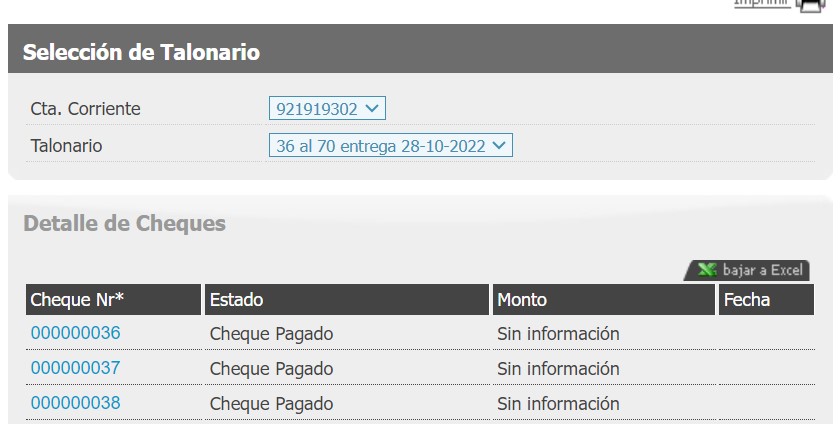 Imprimir
Selección de Talonario
Cta. Corriente 921919302
Talonario 36 al 70 entrega 28-10-2022
Detalle de Cheques
bajar a Excel
Cheque Nr* Estado Monto Fecha
000000036 Cheque Pagado Sin información
000000037 Cheque Pagado Sin información
000000038 Cheque Pagado Sin información